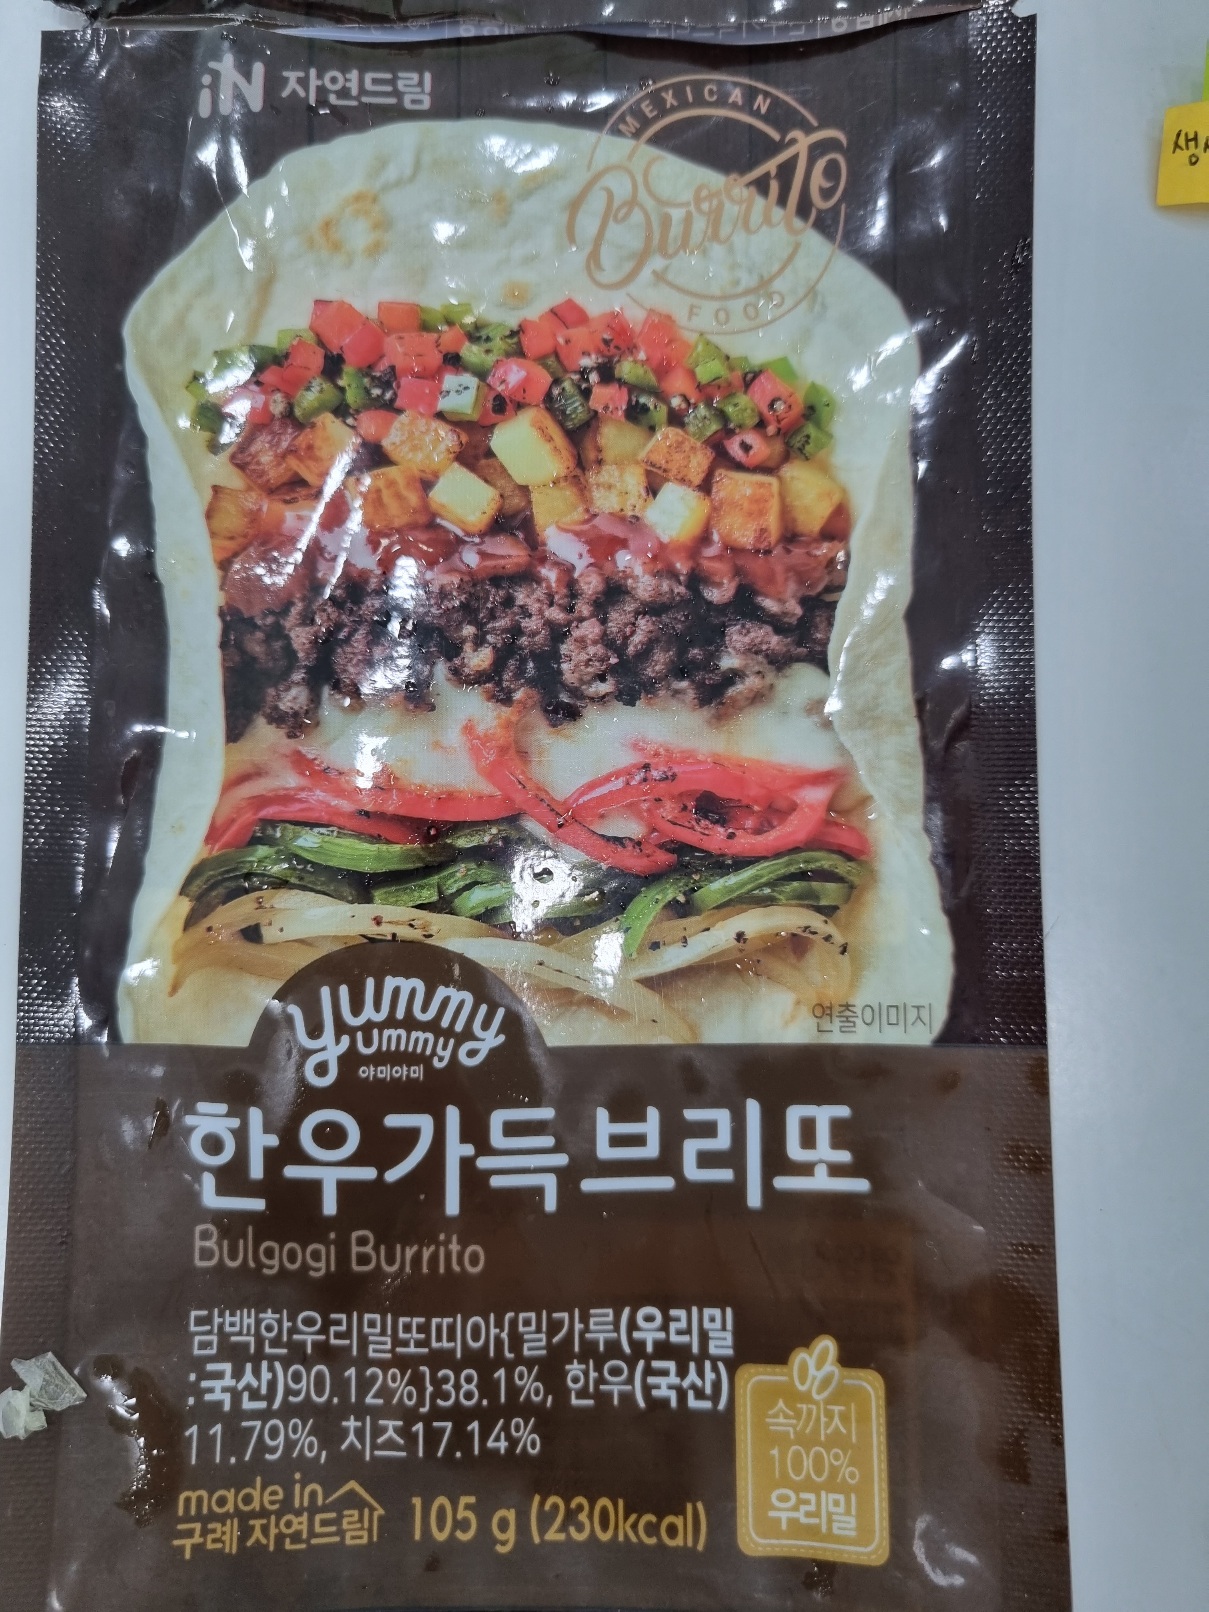 iN 자연드림
MEXICAN
Burrito
FOOD
연출이미지
yummy
yummy
야미야미
한우가득브리또
Bulgogi Burrito
담백한우리밀또띠아{밀가루(우리밀
:국산)90.12%}38.1%, 한우(국산)
11.79%, 치즈17.14%
made in
구례 자연드림
105 g (230kcal)
속까지
100%
우리밀